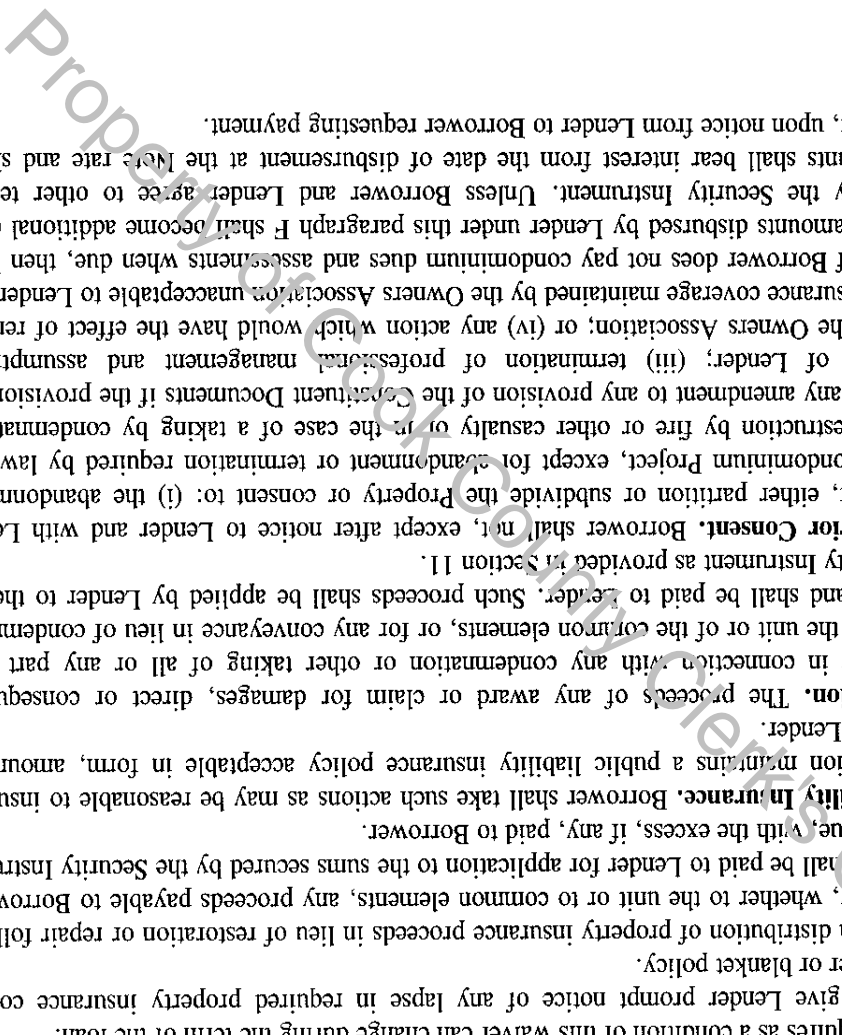 quires as a condition of this waiver can change during the term of the loan.
give Lender prompt notice of any lapse in required property insurance co
er or blanket policy.
distribution of property insurance proceeds in lieu of restoration or repair foll
, whether to the unit or to common elements, any proceeds payable to Borrow
hall be paid to Lender for application to the sums secured by the Security Instru
ue, with the excess, if any, paid to Borrower.
ility Insurance. Borrower shall take such actions as may be reasonable to insu
tion maintains a public liability insurance policy acceptable in form, amoun
Lender.
on. The proceeds of any award or claim for damages, direct or consequ
in connection with any condemnation or other taking of all or any part
the unit or of the common elements, or for any conveyance in lieu of condemn
and shall be paid to Lender. Such proceeds shall be applied by Lender to the
ty Instrument as provided in Section 11.
rior Consent. Borrower shall not, except after notice to Lender and with Le
, either partition or subdivide the Property or consent to: (i) the abandonm
ondominium Project, except for abandonment or termination required by law
estruction by fire or other casualty or in the case of a taking by condemnat
any amendment to any provision of the Constituent Documents if the provision
of Lender; (iii) termination of professional management and assumpti
he Owners Association; or (iv) any action which would have the effect of ren
surance coverage maintained by the Owners Association unacceptable to Lender
f Borrower does not pay condominium dues and assessments when due, then
amounts disbursed by Lender under this paragraph F shall become additional
y the Security Instrument. Unless Borrower and Lender agree to other te
nts shall bear interest from the date of disbursement at the Note rate and s
, upon notice from Lender to Borrower requesting payment.
Property of Cook County Clerk's O